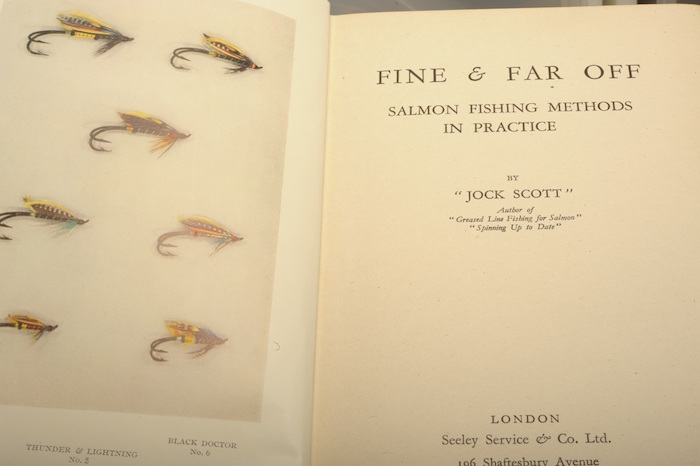 THUNDER & LIGHTNING
No. 2
BLACK DOCTOR
No. 6
FINE & FAR OFF
SALMON FISHING METHODS
IN PRACTICE
BY
"JOCK SCOTT"
Author of
"Greased Line Fishing for Salmon"
"Spinning Up to Date"
LONDON
Seeley Service & Co. Ltd.
196 Shaftesbury Avenue